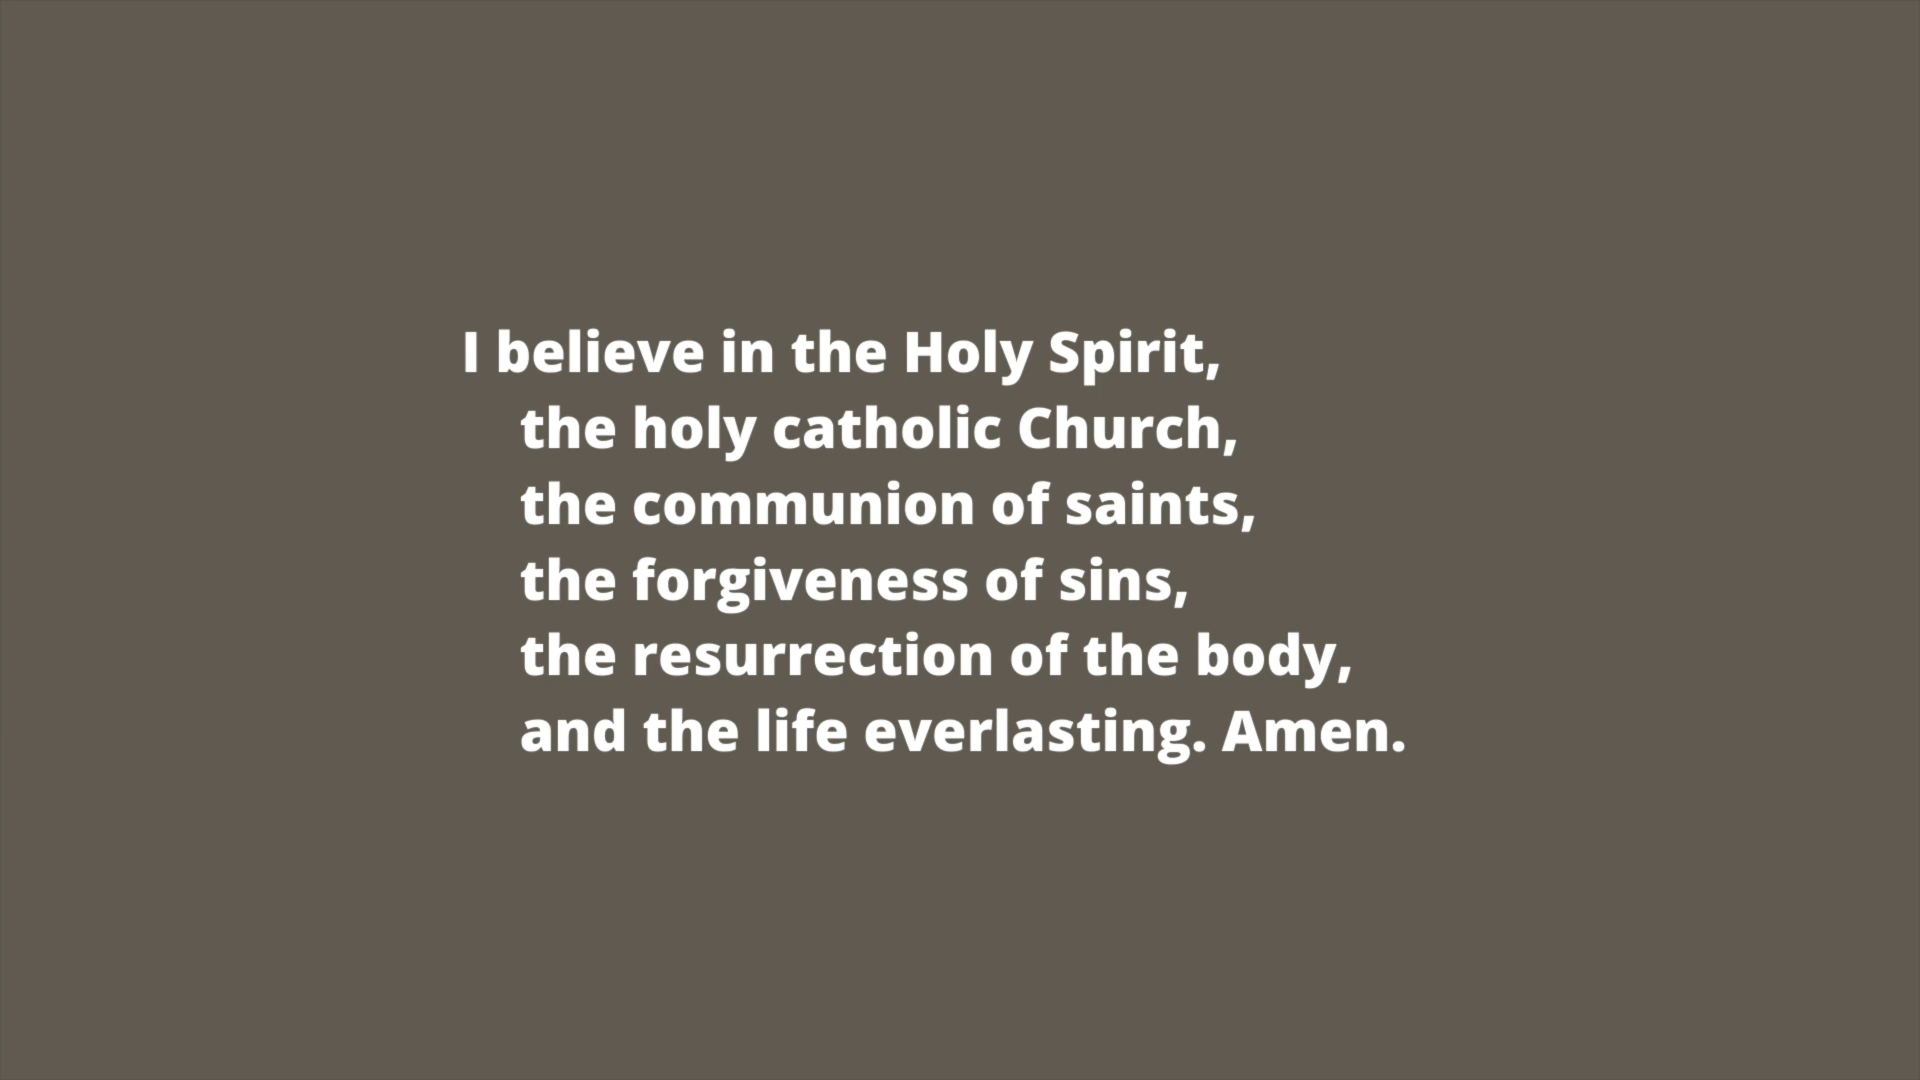 I believe in the Holy Spirit,
the holy catholic Church,
the communion of saints,
the forgiveness of sins,
the resurrection of the body,
and the life everlasting. Amen.